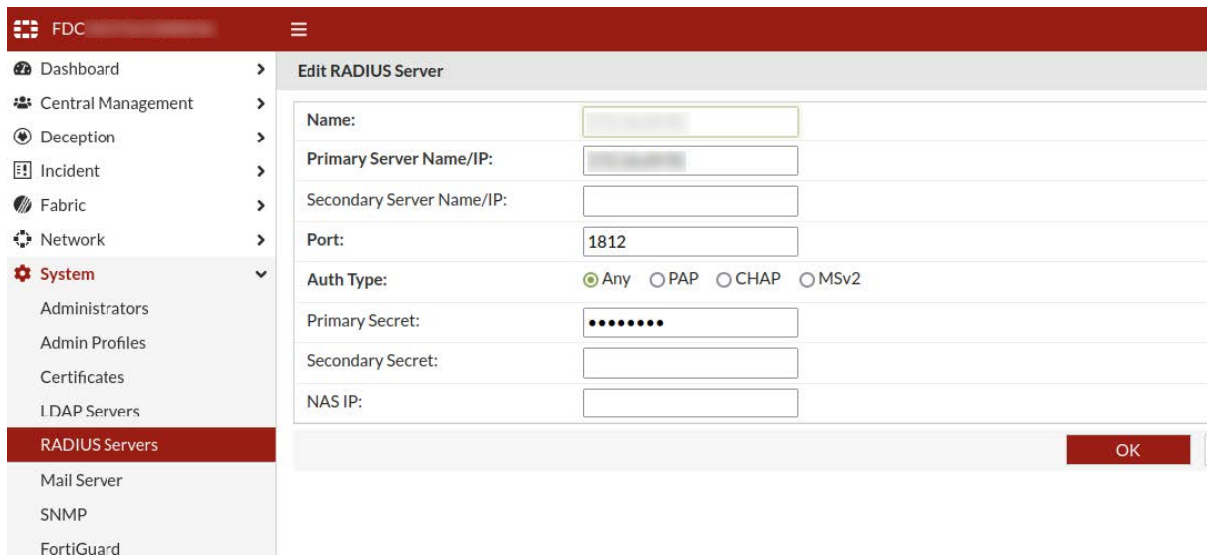 FDC
Dashboard
Central Management
Deception
Incident
Fabric
Network
System
Administrators
Admin Profiles
Certificates
LDAP Servers
RADIUS Servers
Mail Server
SNMP
FortiGuard
Edit RADIUS Server
Name:
Primary Server Name/IP:
Secondary Server Name/IP:
Port: 1812
Auth Type: Any PAP CHAP MSv2
Primary Secret: ••••••••
Secondary Secret:
NAS IP:
OK